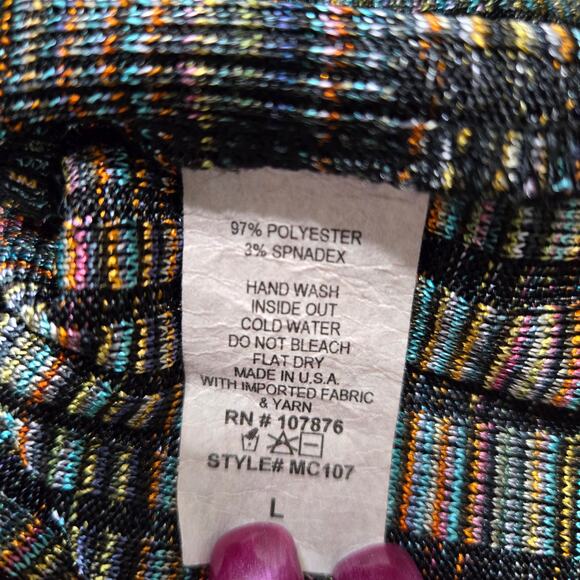 97% POLYESTER
3% SPNADEX
HAND WASH
INSIDE OUT
COLD WATER
DO NOT BLEACH
FLAT DRY
MADE IN U.S.A.
WITH IMPORTED FABRIC
& YARN
RN # 107876
STYLE# MC107
L